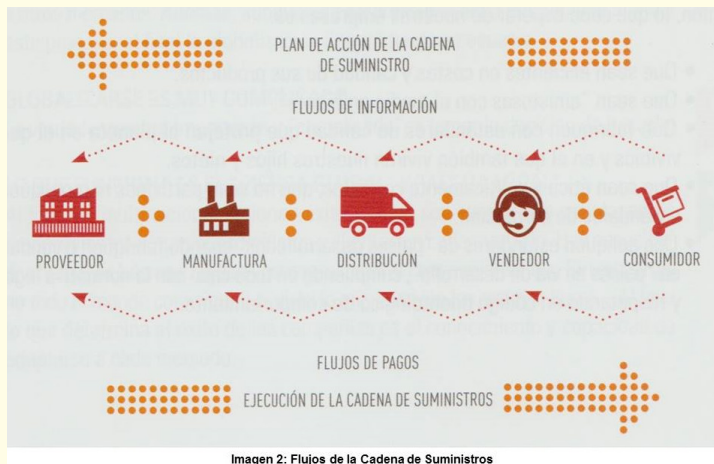 PLAN DE ACCIÓN DE LA CADENA
DE SUMINISTRO
FLUJOS DE INFORMACIÓN
PROVEEDOR
MANUFACTURA
DISTRIBUCIÓN
VENDEDOR
CONSUMIDOR
FLUJOS DE PAGOS
EJECUCIÓN DE LA CADENA DE SUMINISTROS
Imagen 2: Flujos de la Cadena de Suministros